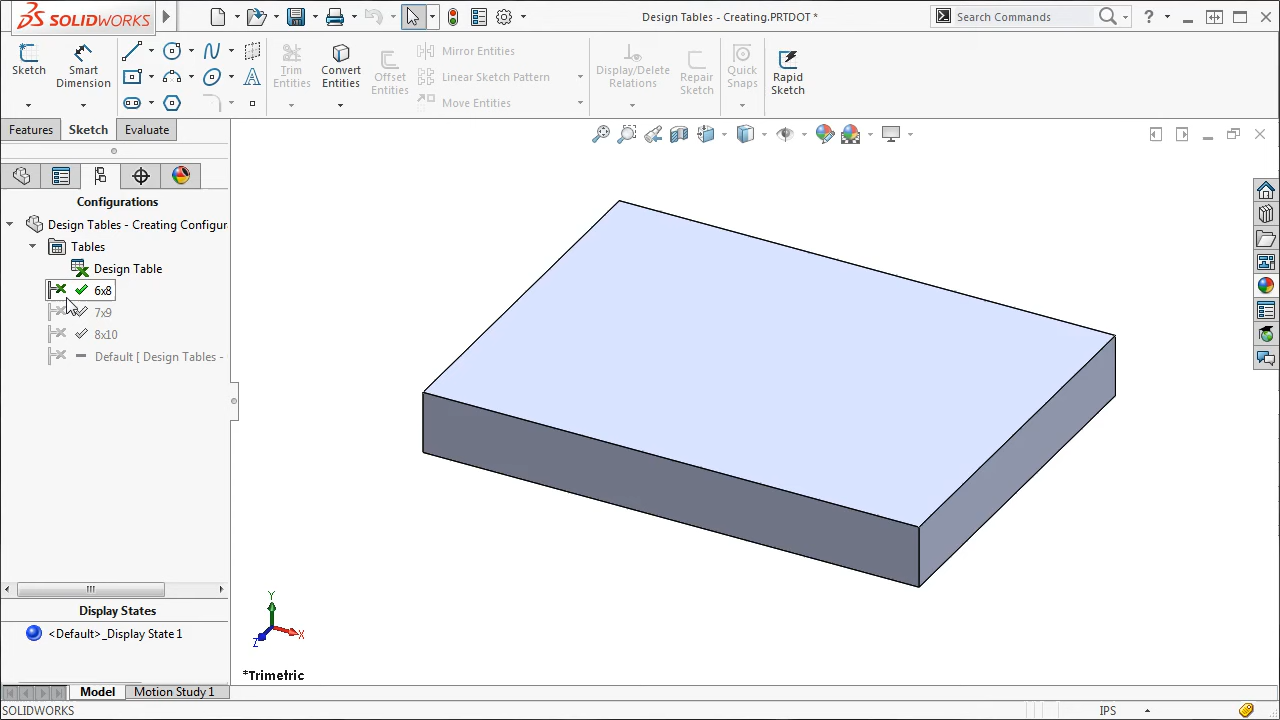 SOLIDWORKS
Design Tables - Creating.PRTDOT *
Search Commands
?
Sketch
Smart Dimension
Trim Entities
Convert Entities
Offset Entities
Mirror Entities
Linear Sketch Pattern
Move Entities
Display/Delete Relations
Repair Sketch
Quick Snaps
Rapid Sketch
Features
Sketch
Evaluate
Configurations
Design Tables - Creating Configur
Tables
Design Table
6x8
7x9
8x10
Default [ Design Tables -
Display States
<Default>_Display State 1
Y
X
Z
*Trimetric
Model
Motion Study 1
SOLIDWORKS
IPS